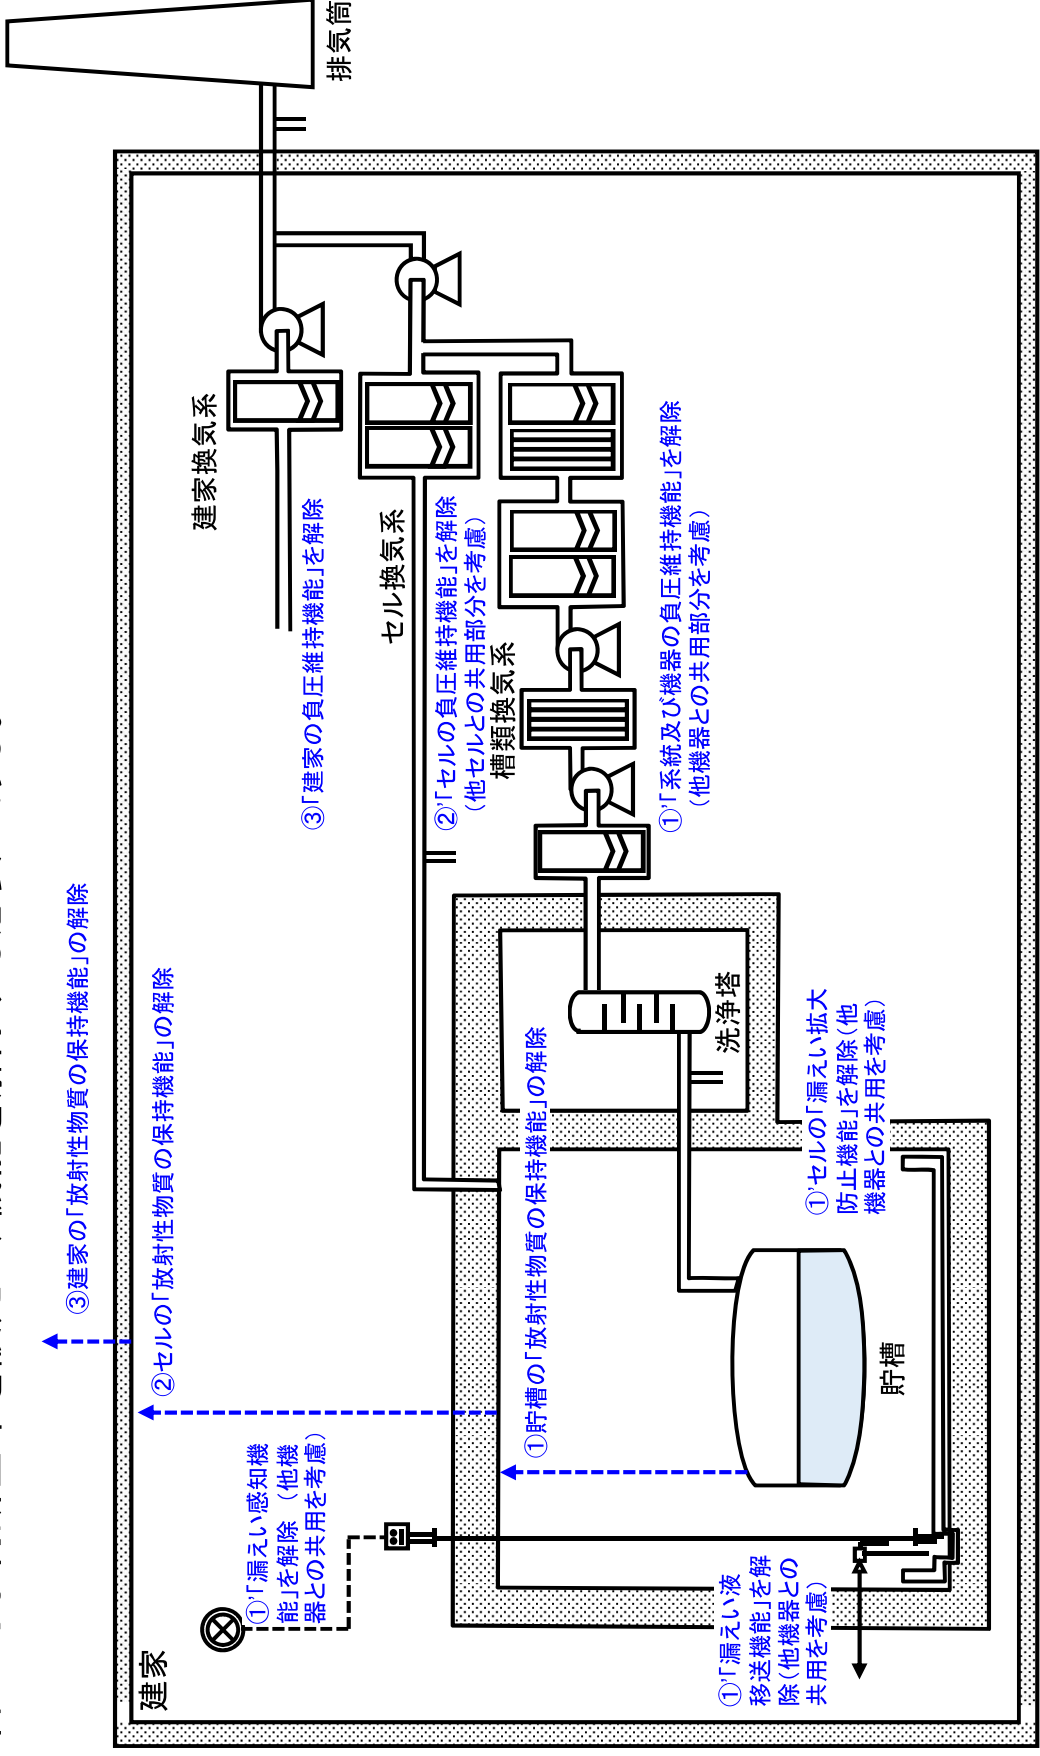 排気筒
③建家の「放射性物質の保持機能」の解除
②セルの「放射性物質の保持機能」の解除
建家換気系
③「建家の負圧維持機能」を解除
セル換気系
②’「セルの負圧維持機能」を解除
（他セルとの共用部分を考慮）
槽類換気系
①’「系統及び機器の負圧維持機能」を解除
（他機器との共用部分を考慮）
洗浄塔
①貯槽の「放射性物質の保持機能」の解除
①’セルの「漏えい拡大
防止機能」を解除（他
機器との共用を考慮）
貯槽
建家
①’「漏えい感知機
能」を解除　（他機
器との共用を考慮）
①’「漏えい液
移送機能」を解
除（他機器との
共用を考慮）